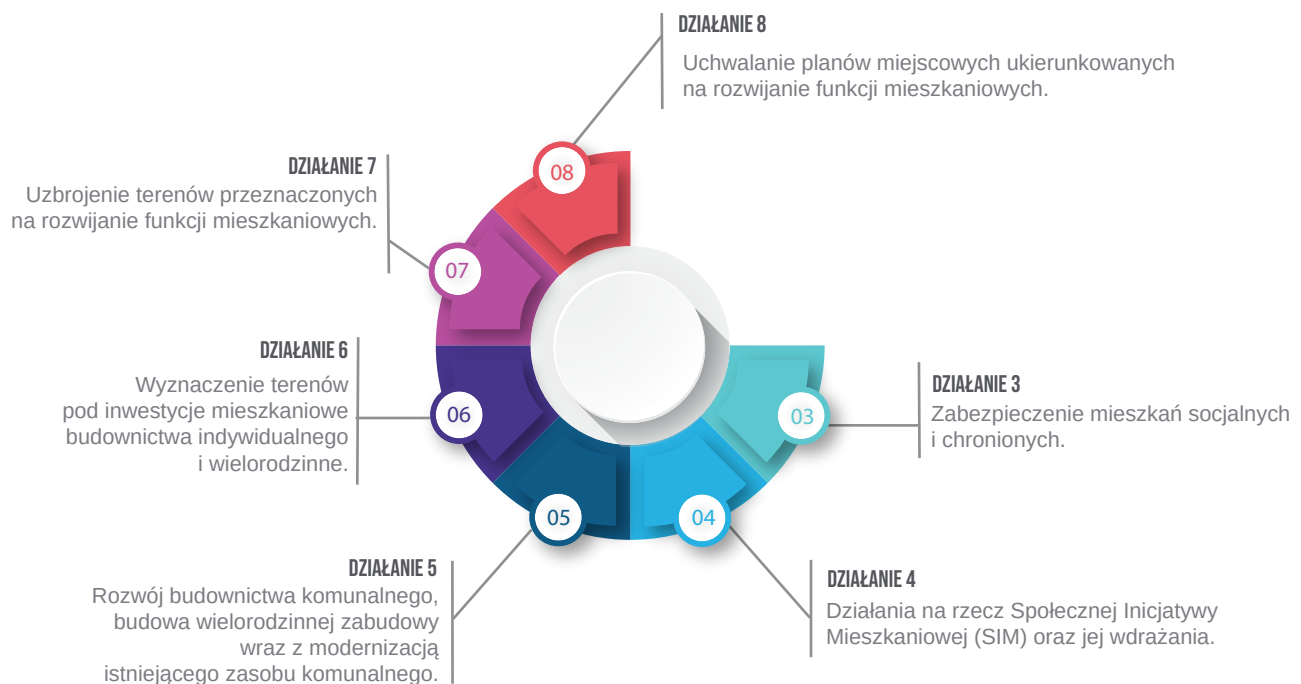 DZIAŁANIE 8
Uchwalanie planów miejscowych ukierunkowanych
na rozwijanie funkcji mieszkaniowych.
08
DZIAŁANIE 7
Uzbrojenie terenów przeznaczonych
na rozwijanie funkcji mieszkaniowych.
07
DZIAŁANIE 6
Wyznaczenie terenów
pod inwestycje mieszkaniowe
budownictwa indywidualnego
i wielorodzinne.
06
DZIAŁANIE 3
Zabezpieczenie mieszkań socjalnych
i chronionych.
03
05
04
DZIAŁANIE 5
Rozwój budownictwa komunalnego,
budowa wielorodzinnej zabudowy
wraz z modernizacją
istniejącego zasobu komunalnego.
DZIAŁANIE 4
Działania na rzecz Społecznej Inicjatywy
Mieszkaniowej (SIM) oraz jej wdrażania.